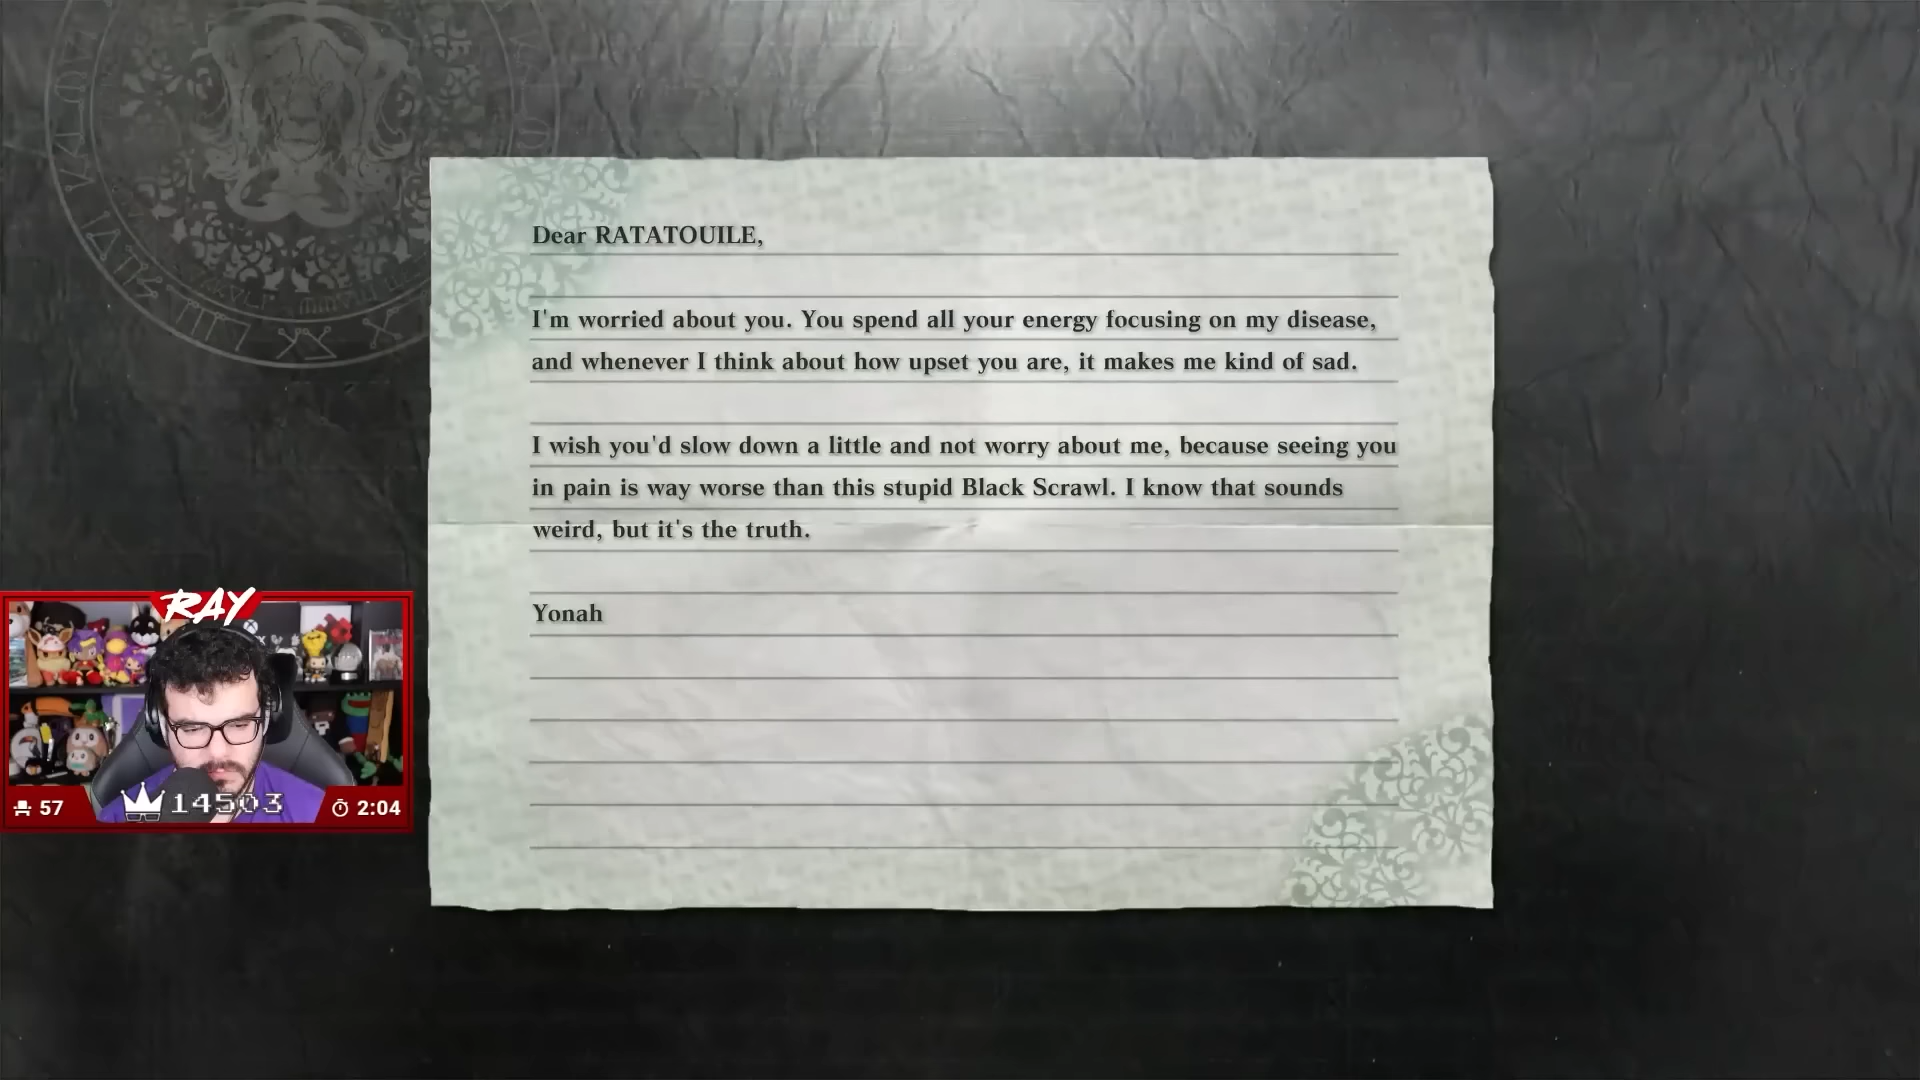 Dear RATATOUILE,
I'm worried about you. You spend all your energy focusing on my disease,
and whenever I think about how upset you are, it makes me kind of sad.
I wish you'd slow down a little and not worry about me, because seeing you
in pain is way worse than this stupid Black Scrawl. I know that sounds
weird, but it's the truth.
Yonah
RAY
57
14503
2:04